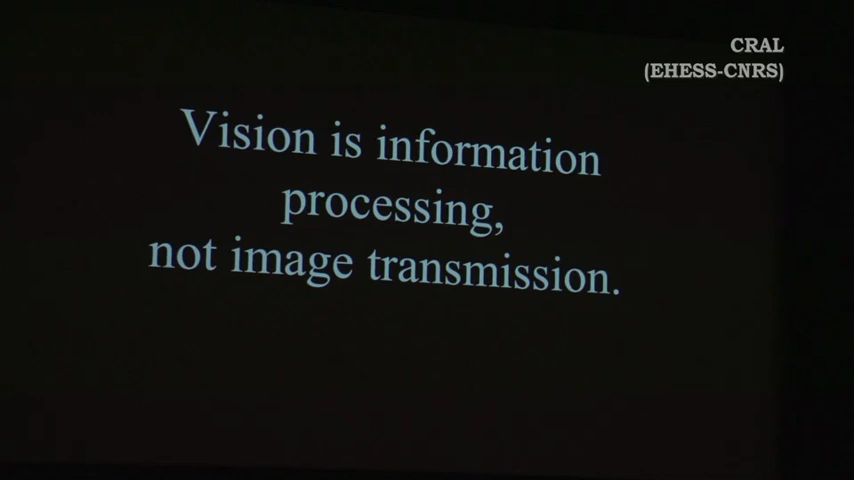 CRAL
(EHESS-CNRS)
Vision is information
processing,
not image transmission.